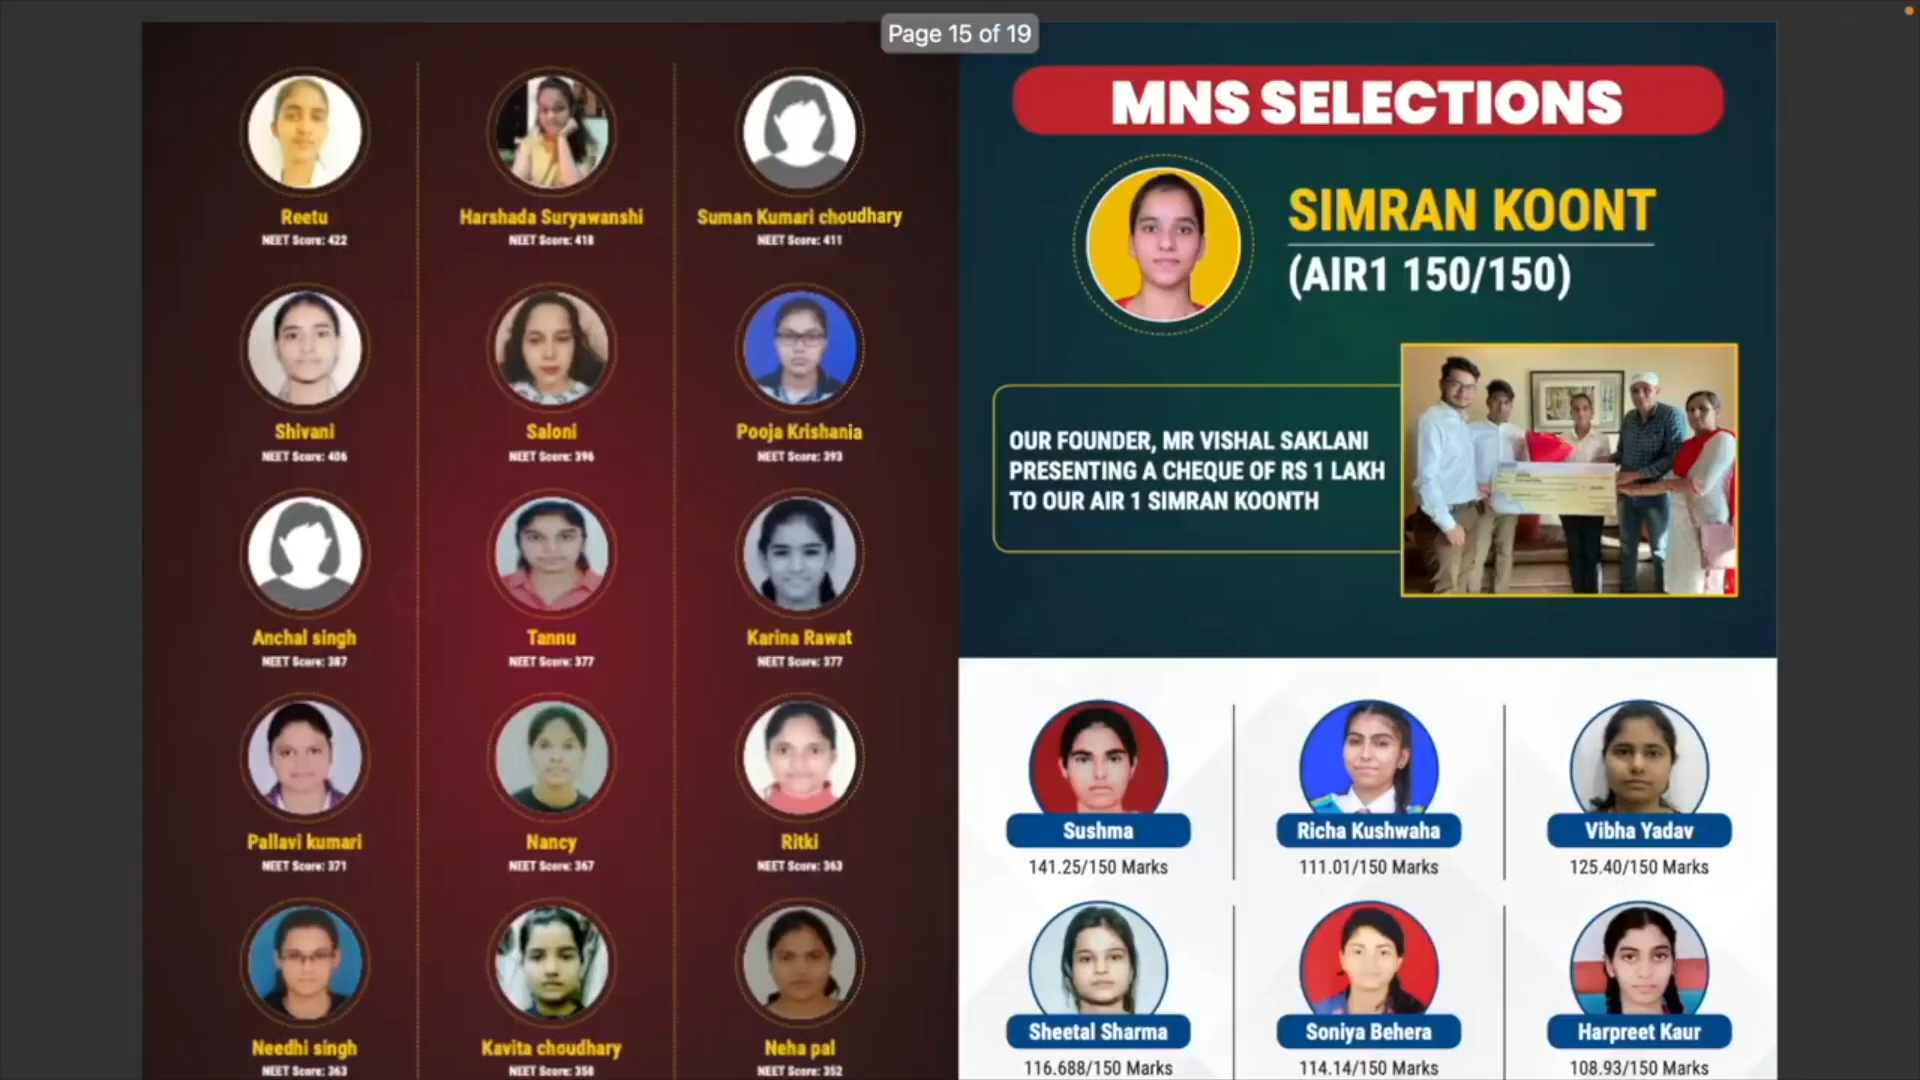 Page 15 of 19
Reetu
NEET Score: 422
Harshada Suryawanshi
NEET Score: 418
Suman Kumari choudhary
NEET Score: 411
Shivani
NEET Score: 406
Saloni
NEET Score: 396
Pooja Krishania
NEET Score: 393
Anchal singh
NEET Score: 387
Tannu
NEET Score: 377
Karina Rawat
NEET Score: 377
Pallavi kumari
NEET Score: 371
Nancy
NEET Score: 367
Ritki
NEET Score: 363
Needhi singh
NEET Score: 363
Kavita choudhary
NEET Score: 358
Neha pal
NEET Score: 352
MNS SELECTIONS
SIMRAN KOONT
(AIR1 150/150)
OUR FOUNDER, MR VISHAL SAKLANI
PRESENTING A CHEQUE OF RS 1 LAKH
TO OUR AIR 1 SIMRAN KOONTH
Sushma
141.25/150 Marks
Richa Kushwaha
111.01/150 Marks
Vibha Yadav
125.40/150 Marks
Sheetal Sharma
116.688/150 Marks
Soniya Behera
114.14/150 Marks
Harpreet Kaur
108.93/150 Marks